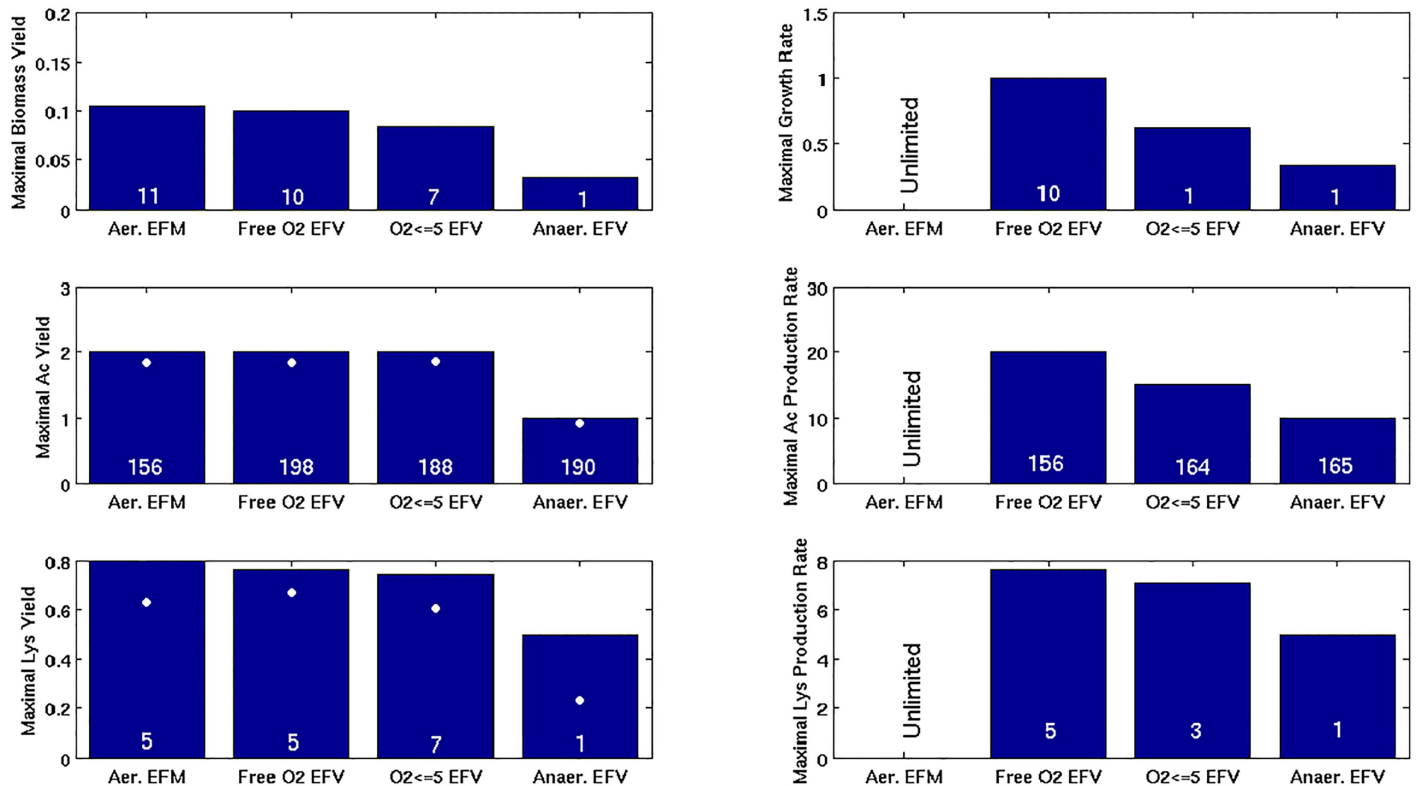 Maximal Biomass Yield
0.2
0.15
0.1
0.05
0
11
10
7
1
Aer. EFM
Free O2 EFV
O2<=5 EFV
Anaer. EFV
Maximal Growth Rate
1.5
1
0.5
0
Unlimited
10
1
1
Aer. EFM
Free O2 EFV
O2<=5 EFV
Anaer. EFV
Maximal Ac Yield
3
2
1
0
156
198
188
190
Aer. EFM
Free O2 EFV
O2<=5 EFV
Anaer. EFV
Maximal Ac Production Rate
30
20
10
0
Unlimited
156
164
165
Aer. EFM
Free O2 EFV
O2<=5 EFV
Anaer. EFV
Maximal Lys Yield
0.8
0.6
0.4
0.2
0
5
5
7
1
Aer. EFM
Free O2 EFV
O2<=5 EFV
Anaer. EFV
Maximal Lys Production Rate
8
6
4
2
0
Unlimited
5
3
1
Aer. EFM
Free O2 EFV
O2<=5 EFV
Anaer. EFV